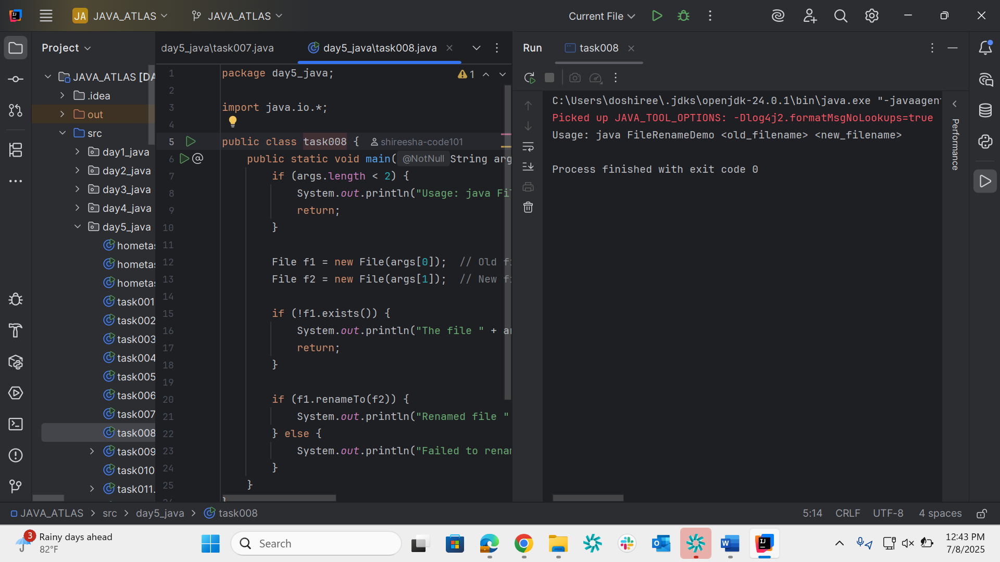 JA JAVA_ATLAS
JAVA_ATLAS
Current File
Project
JAVA_ATLAS [DA
.idea
out
src
day1_java
day2_java
day3_java
day4_java
day5_java
hometas
hometas
hometas
task001
task002
task003
task004
task005
task006
task007
task008
task009
task010
task011.
day5_java\task007.java
day5_java\task008.java
1
1 package day5_java;
2
3 import java.io.*;
4
5 public class task008 { shireesha-code101
6 public static void main( @NotNull String arg
7 if (args.length < 2) {
8 System.out.println("Usage: java Fi
9 return;
10 }
11
12 File f1 = new File(args[0]); // Old f
13 File f2 = new File(args[1]); // New f
14
15 if (!f1.exists()) {
16 System.out.println("The file " + a
17 return;
18 }
19
20 if (f1.renameTo(f2)) {
21 System.out.println("Renamed file "
22 } else {
23 System.out.println("Failed to rena
24 }
25 }
Run
task008
C:\Users\doshiree\.jdks\openjdk-24.0.1\bin\java.exe "-javaagen
Picked up JAVA_TOOL_OPTIONS: -Dlog4j2.formatMsgNoLookups=true
Usage: java FileRenameDemo <old_filename> <new_filename>
Process finished with exit code 0
Performance
JAVA_ATLAS > src > day5_java > task008
5:14 CRLF UTF-8 4 spaces
3
Rainy days ahead
82°F
Search
12:43 PM
7/8/2025